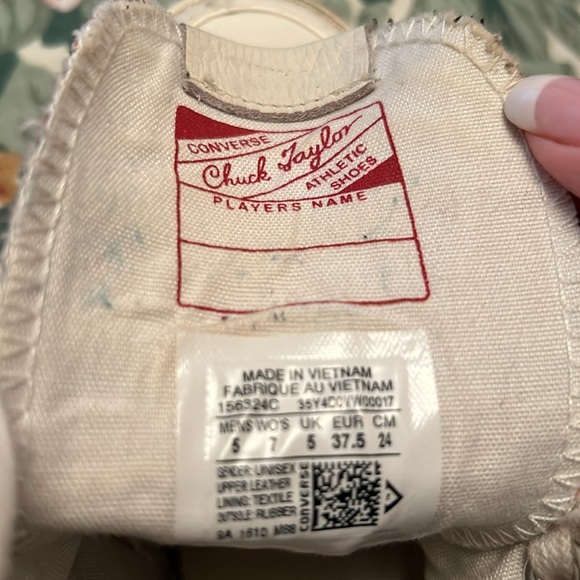 CONVERSE
Chuck Taylor
ATHLETIC
SHOES
PLAYERS NAME
MADE IN VIETNAM
FABRIQUE AU VIETNAM
156324C
MENS WO'S UK EUR CM
5 7 5 37.5 24
GENDER: UNISEX
UPPER: LEATHER
LINING: TEXTILE
OUTSOLE: RUBBER
CONVERSE